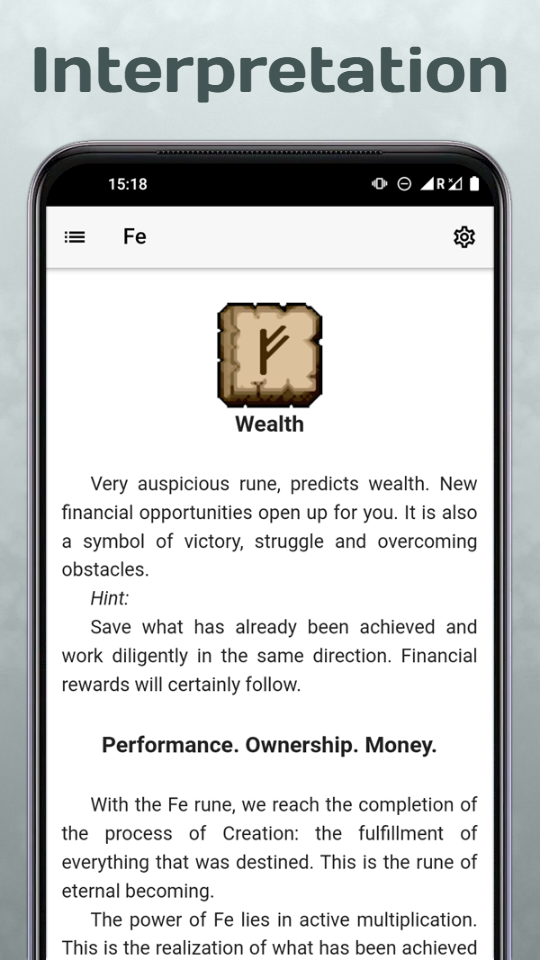 Interpretation
15:18
R
Fe
Wealth
Very auspicious rune, predicts wealth. New
financial opportunities open up for you. It is also
a symbol of victory, struggle and overcoming
obstacles.
Hint:
Save what has already been achieved and
work diligently in the same direction. Financial
rewards will certainly follow.
Performance. Ownership. Money.
With the Fe rune, we reach the completion of
the process of Creation: the fulfillment of
everything that was destined. This is the rune of
eternal becoming.
The power of Fe lies in active multiplication.
This is the realization of what has been achieved